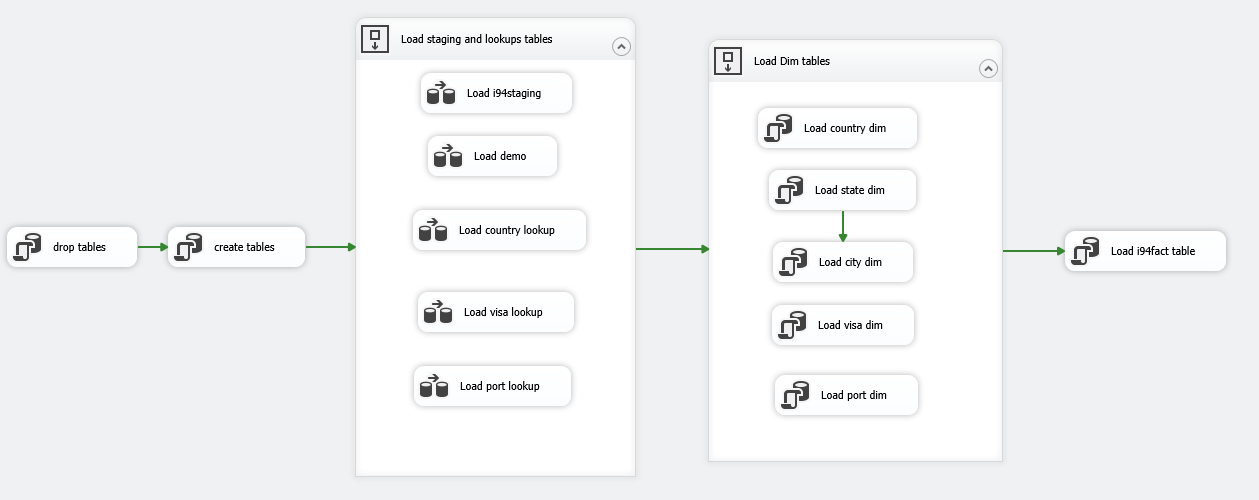 drop tables
create tables
Load staging and lookups tables
Load i94staging
Load demo
Load country lookup
Load visa lookup
Load port lookup
Load Dim tables
Load country dim
Load state dim
Load city dim
Load visa dim
Load port dim
Load i94fact table